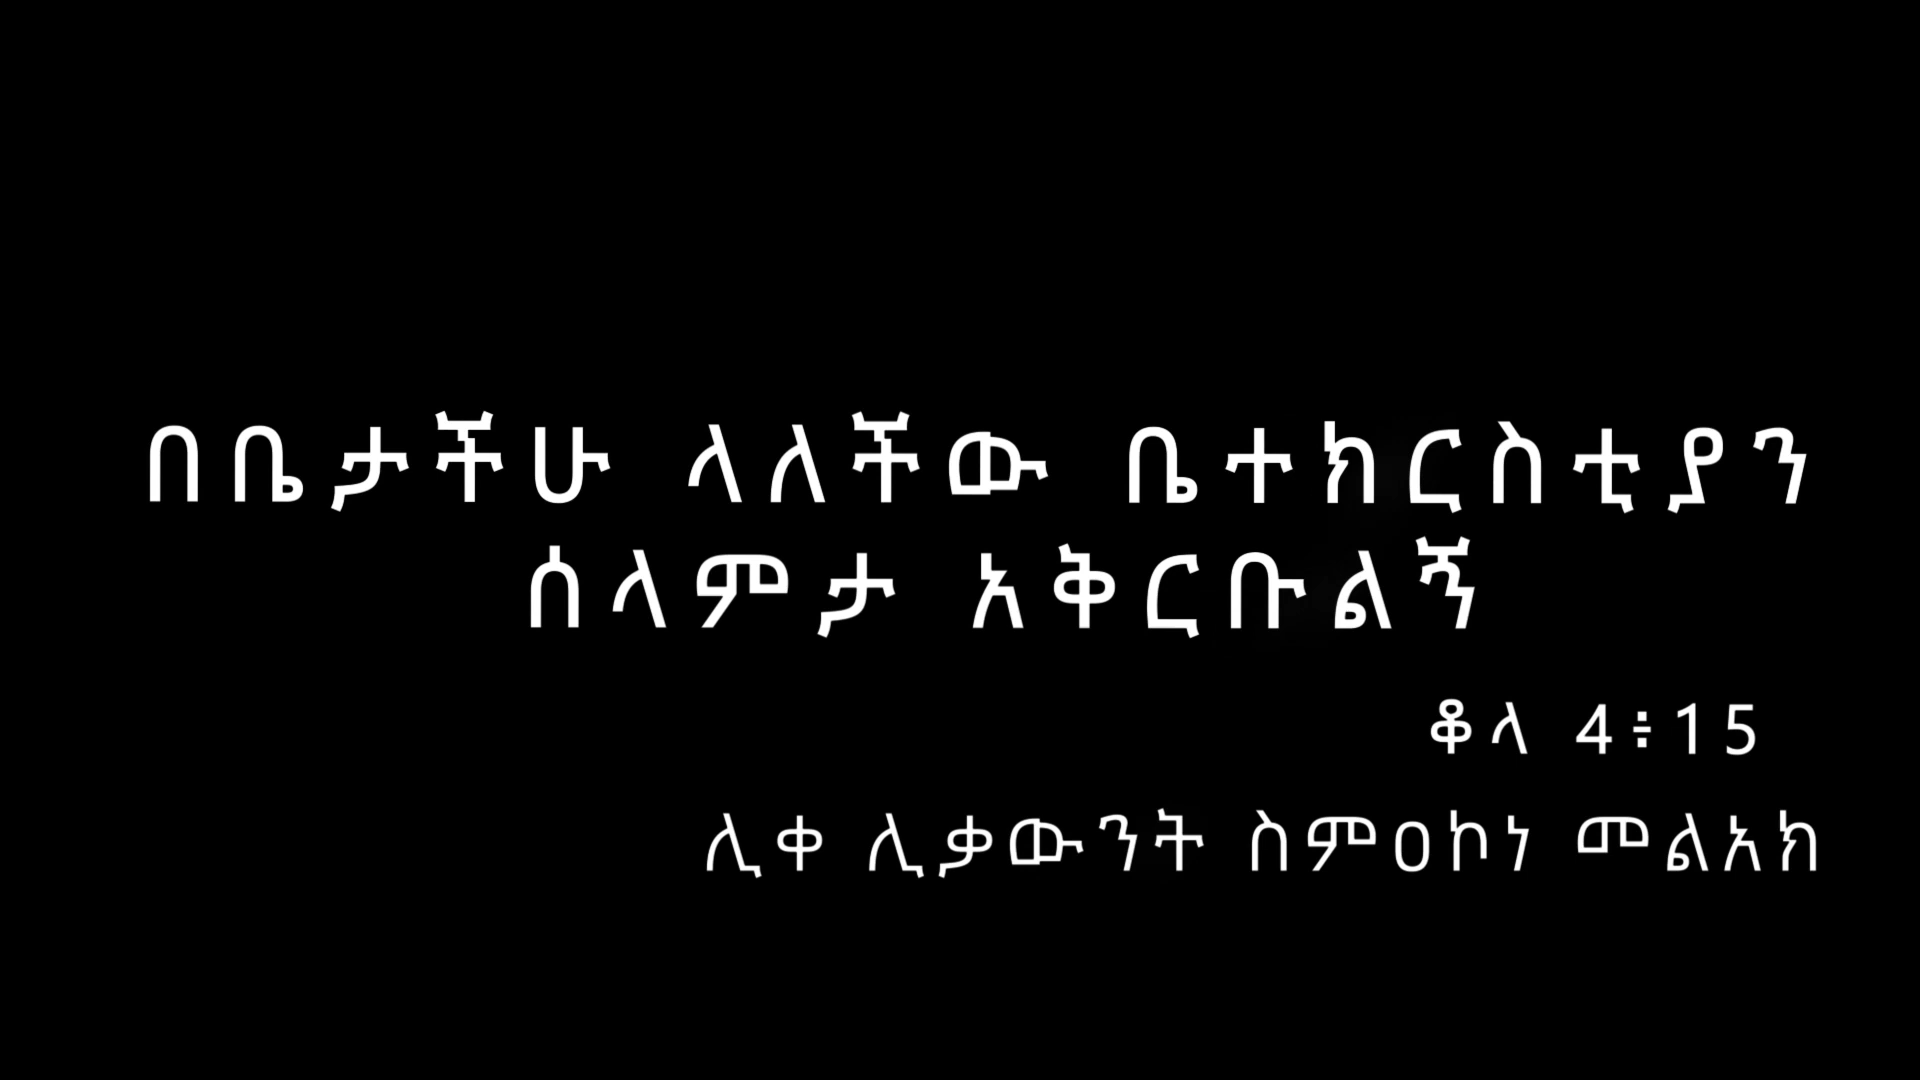 በቤታችሁ ላለችው ቤተክርስቲያን
ሰላምታ አቅርቡልኝ
ቆላ 4፥15
ሊቀ ሊቃውንት ስምዐኮነ መልአክ